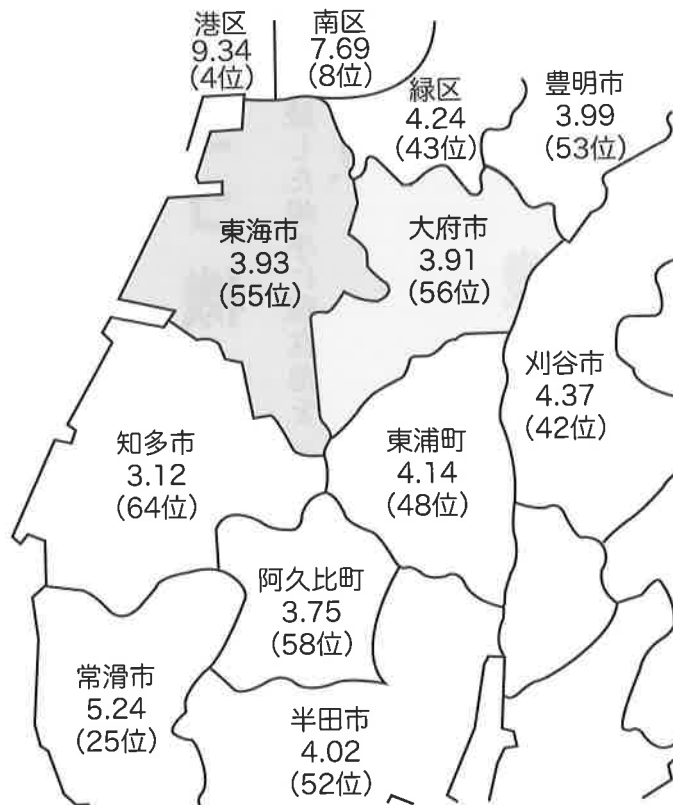 港区
9.34
(4位)
南区
7.69
(8位)
緑区
4.24
(43位)
豊明市
3.99
(53位)
東海市
3.93
(55位)
大府市
3.91
(56位)
刈谷市
4.37
(42位)
知多市
3.12
(64位)
東浦町
4.14
(48位)
阿久比町
3.75
(58位)
常滑市
5.24
(25位)
半田市
4.02
(52位)